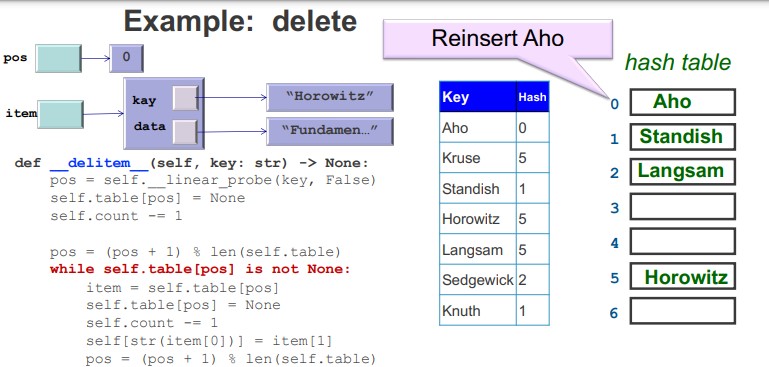 Example: delete
Reinsert Aho
pos
0
kay
"Horowitz"
item
data
"Fundamen…"
def __delitem__(self, key: str) -> None:
pos = self.__linear_probe(key, False)
self.table[pos] = None
self.count -= 1
pos = (pos + 1) % len(self.table)
while self.table[pos] is not None:
item = self.table[pos]
self.table[pos] = None
self.count -= 1
self[str(item[0])] = item[1]
pos = (pos + 1) % len(self.table)
Key Hash
Aho 0
Kruse 5
Standish 1
Horowitz 5
Langsam 5
Sedgewick 2
Knuth 1
hash table
0 Aho
1 Standish
2 Langsam
3
4
5 Horowitz
6